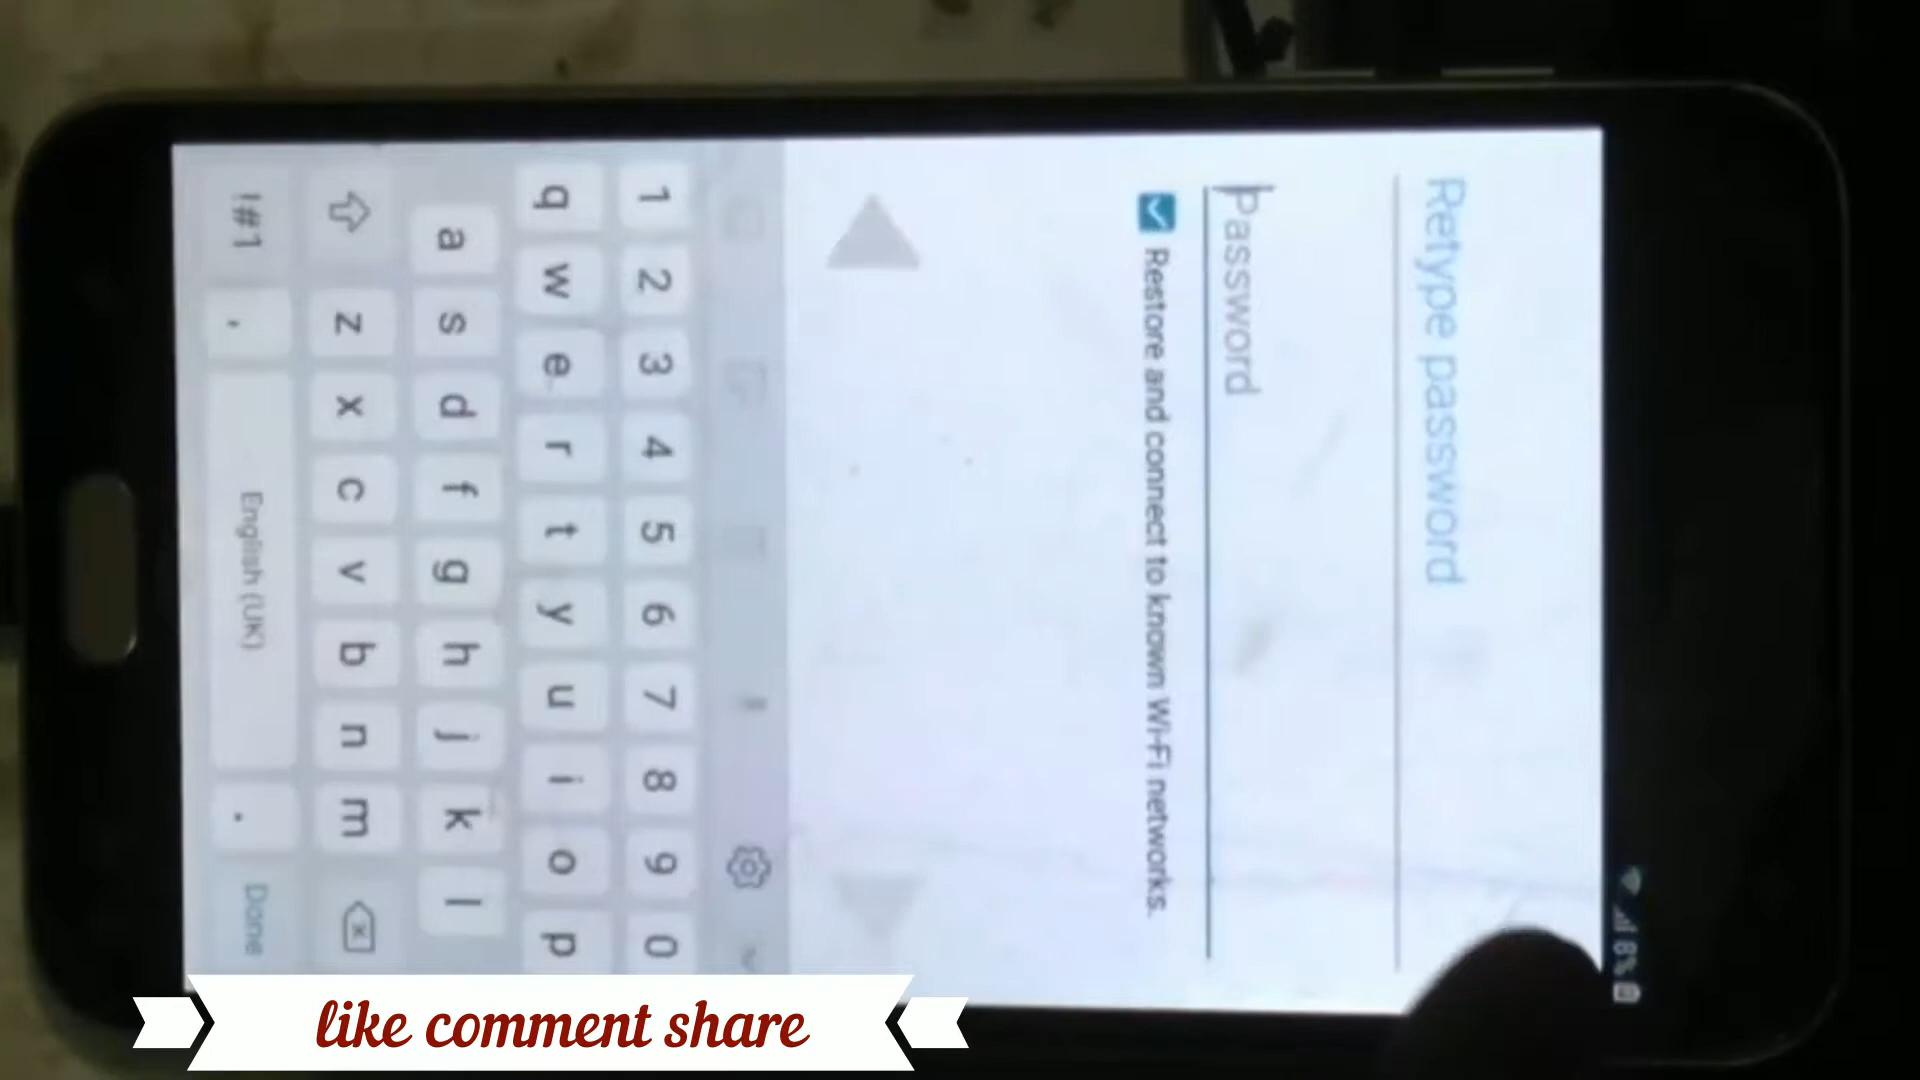 8%
Retype password
Password
Restore and connect to known Wi-Fi networks.
1 2 3 4 5 6 7 8 9 0
q w e r t y u i o p
a s d f g h j k l
z x c v b n m
!#1 , English (UK) . Done
like comment share